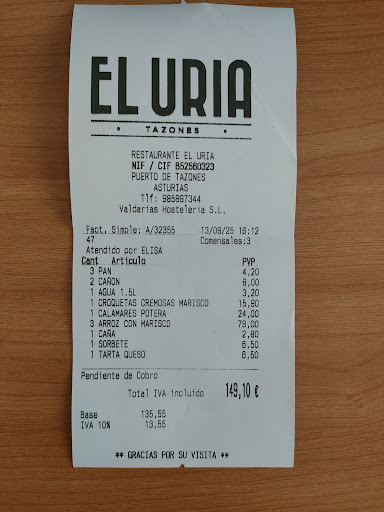 EL URIA
• TAZONES •
RESTAURANTE EL URIA
NIF / CIF B52560323
PUERTO DE TAZONES
ASTURIAS
Tlf: 985897344
Valdarias Hosteleria S.L.
Fact. Simple: A/32355 13/09/25 16:12
47 Comensales:3
Atendido por ELISA
Cant Artículo PVP
3 PAN 4,20
2 CAÑON 8,00
1 AGUA 1.5L 3,20
1 CROQUETAS CREMOSAS MARISCO 15,90
1 CALAMARES POTERA 24,00
3 ARROZ CON MARISCO 78,00
1 CAÑA 2,80
1 SORBETE 6,50
1 TARTA QUESO 6,50
Pendiente de Cobro
Total IVA incluido 149,10 €
Base 135,55
IVA 10% 13,55
** GRACIAS POR SU VISITA **